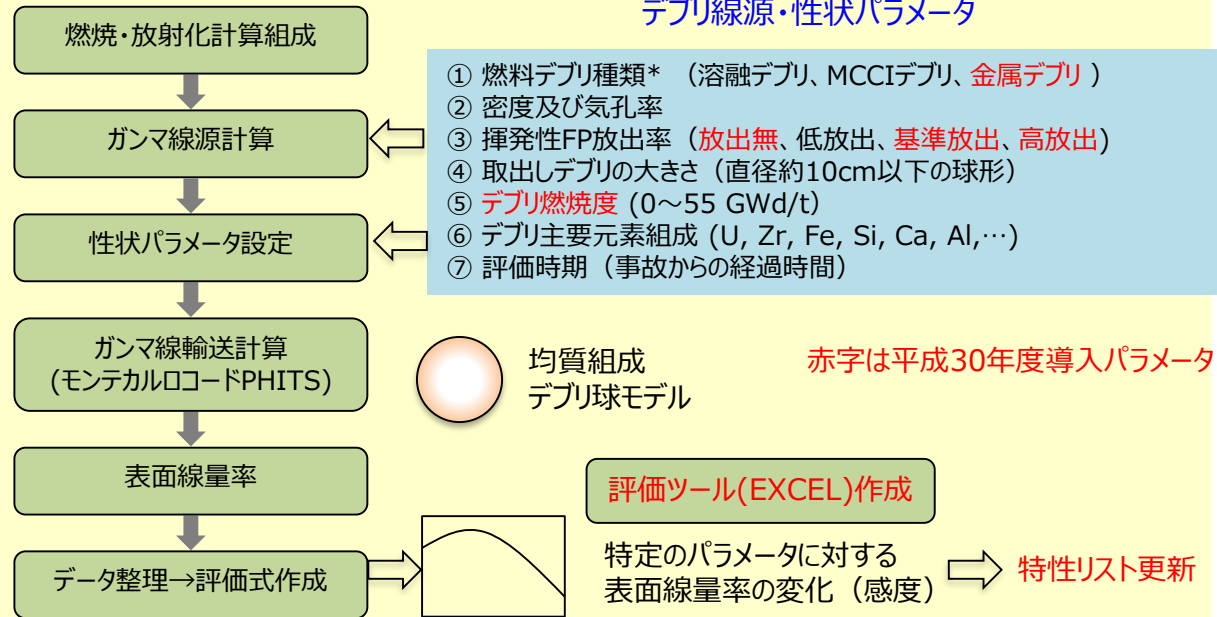 デブリ線源・性状パラメータ
燃焼・放射化計算組成
ガンマ線源計算
性状パラメータ設定
ガンマ線輸送計算
(モンテカルロコードPHITS)
表面線量率
データ整理→評価式作成
① 燃料デブリ種類* （溶融デブリ、MCCIデブリ、金属デブリ ）
② 密度及び気孔率
③ 揮発性FP放出率（放出無、低放出、基準放出、高放出)
④ 取出しデブリの大きさ（直径約10cm以下の球形）
⑤ デブリ燃焼度 (0～55 GWd/t）
⑥ デブリ主要元素組成 (U, Zr, Fe, Si, Ca, Al,…)
⑦ 評価時期（事故からの経過時間）
均質組成
デブリ球モデル
赤字は平成30年度導入パラメータ
評価ツール(EXCEL)作成
特定のパラメータに対する
表面線量率の変化（感度）
特性リスト更新